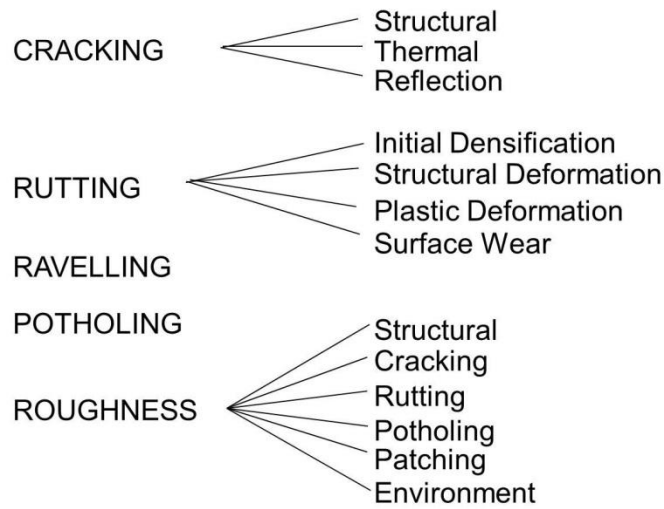 CRACKING
Structural
Thermal
Reflection
RUTTING
Initial Densification
Structural Deformation
Plastic Deformation
Surface Wear
RAVELLING
POTHOLING
ROUGHNESS
Structural
Cracking
Rutting
Potholing
Patching
Environment